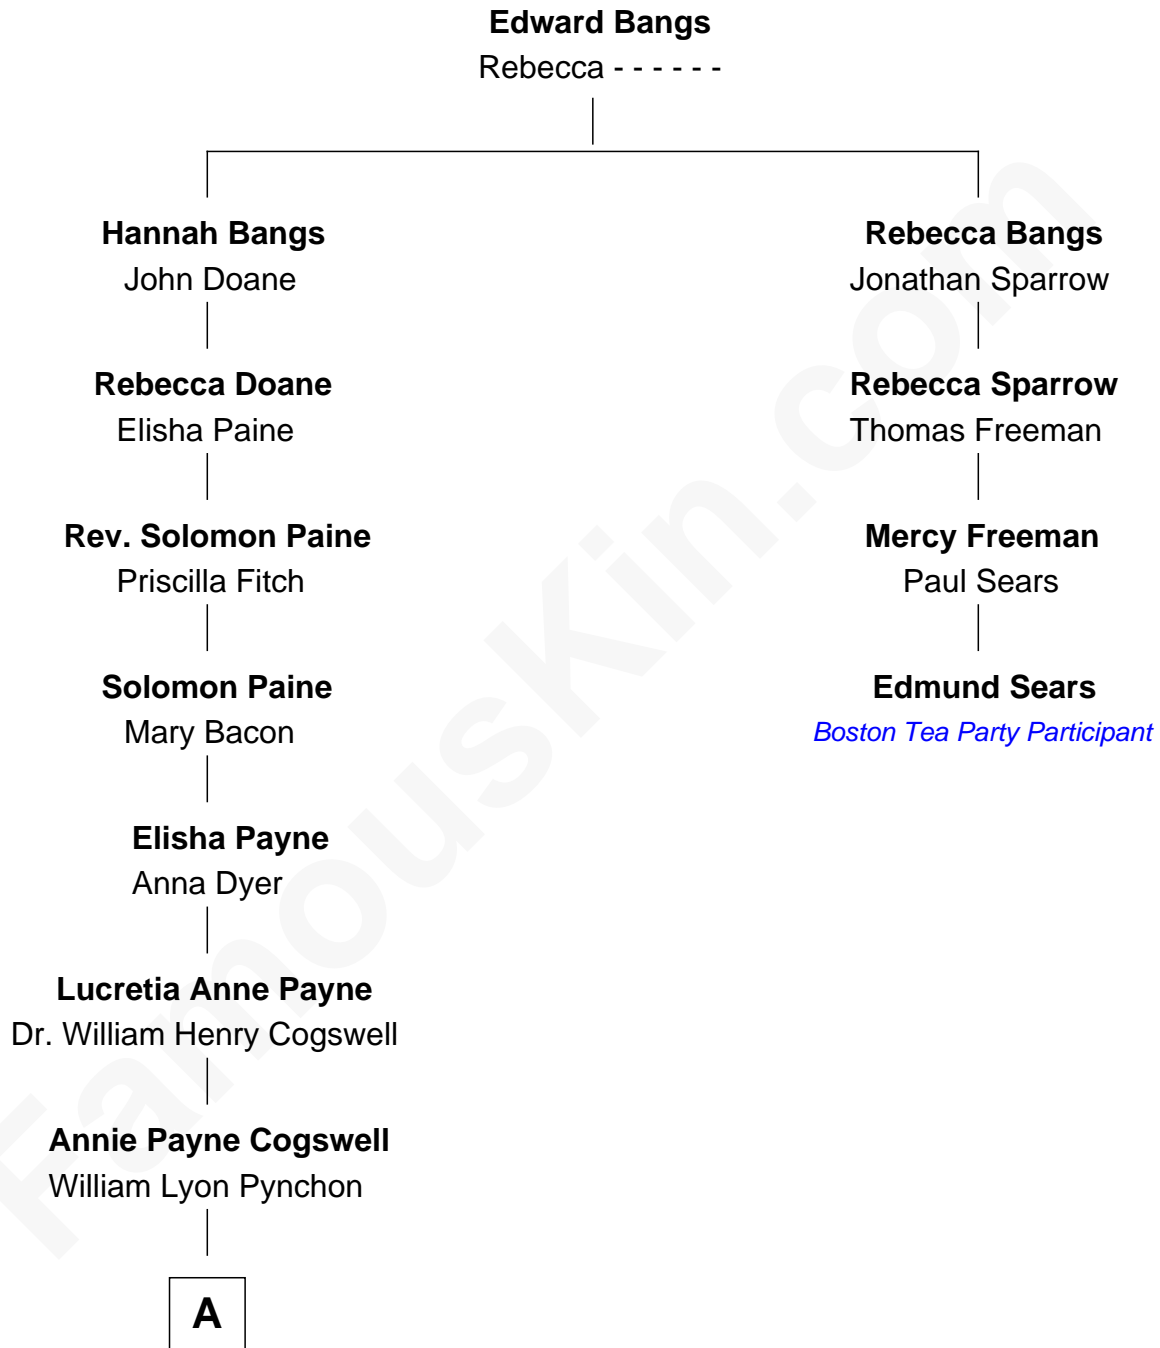 Edward Bangs
Rebecca - - - - - -
Hannah Bangs
John Doane
Rebecca Doane
Elisha Paine
Rev. Solomon Paine
Priscilla Fitch
Solomon Paine
Mary Bacon
Elisha Payne
Anna Dyer
Lucretia Anne Payne
Dr. William Henry Cogswell
Annie Payne Cogswell
William Lyon Pynchon
A
Rebecca Bangs
Jonathan Sparrow
Rebecca Sparrow
Thomas Freeman
Mercy Freeman
Paul Sears
Edmund Sears
Boston Tea Party Participant
FamousKin.com